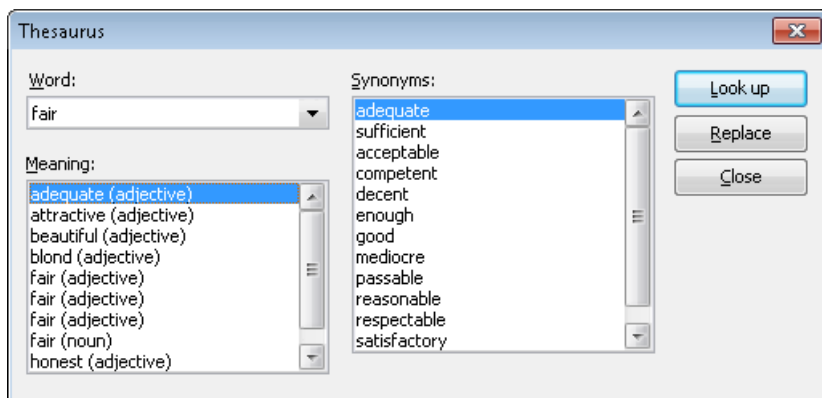 Thesaurus
Word:
fair
Meaning:
adequate (adjective)
attractive (adjective)
beautiful (adjective)
blond (adjective)
fair (adjective)
fair (adjective)
fair (adjective)
fair (noun)
honest (adjective)
Synonyms:
adequate
sufficient
acceptable
competent
decent
enough
good
mediocre
passable
reasonable
respectable
satisfactory
Look up
Replace
Close